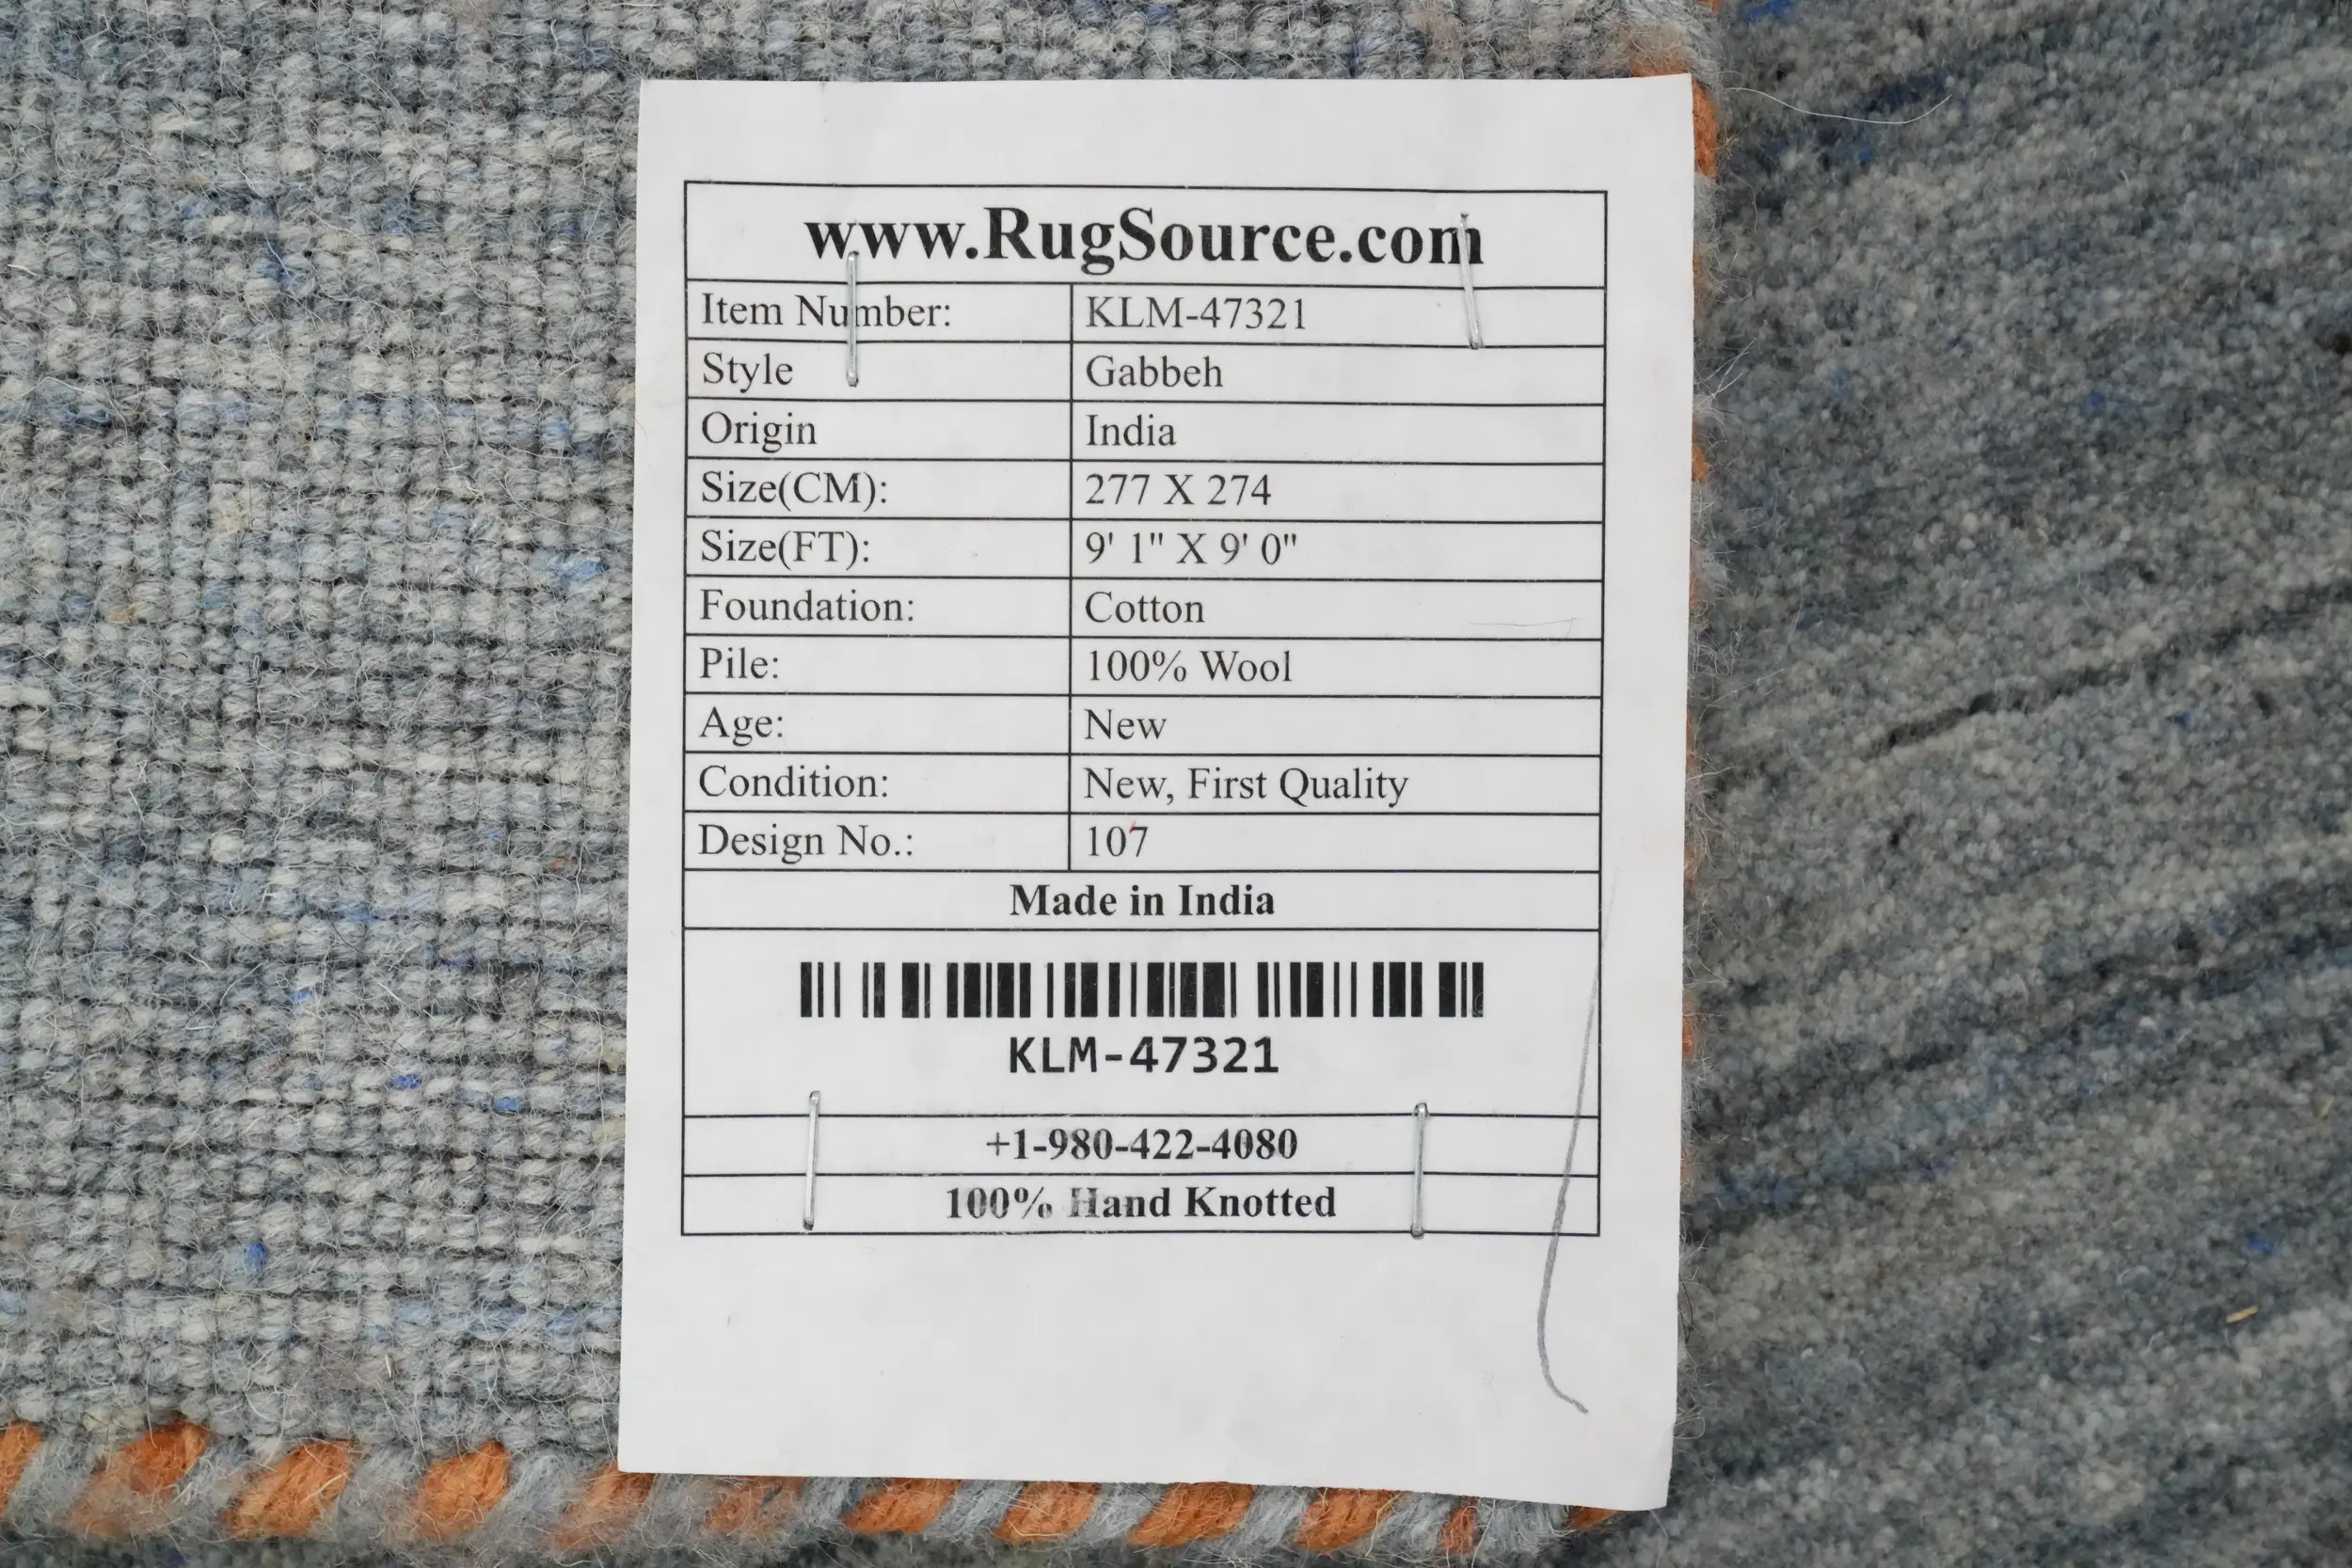 www.RugSource.com
Item Number: KLM-47321
Style Gabbeh
Origin India
Size(CM): 277 X 274
Size(FT): 9' 1" X 9' 0"
Foundation: Cotton
Pile: 100% Wool
Age: New
Condition: New, First Quality
Design No.: 107
Made in India
KLM-47321
+1-980-422-4080
100% Hand Knotted